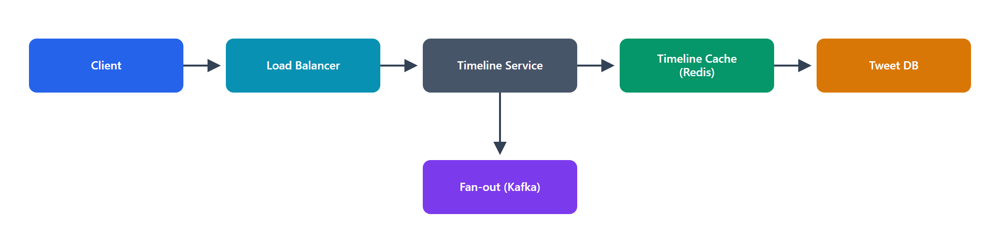 Client
Load Balancer
Timeline Service
Timeline Cache
(Redis)
Tweet DB
Fan-out (Kafka)